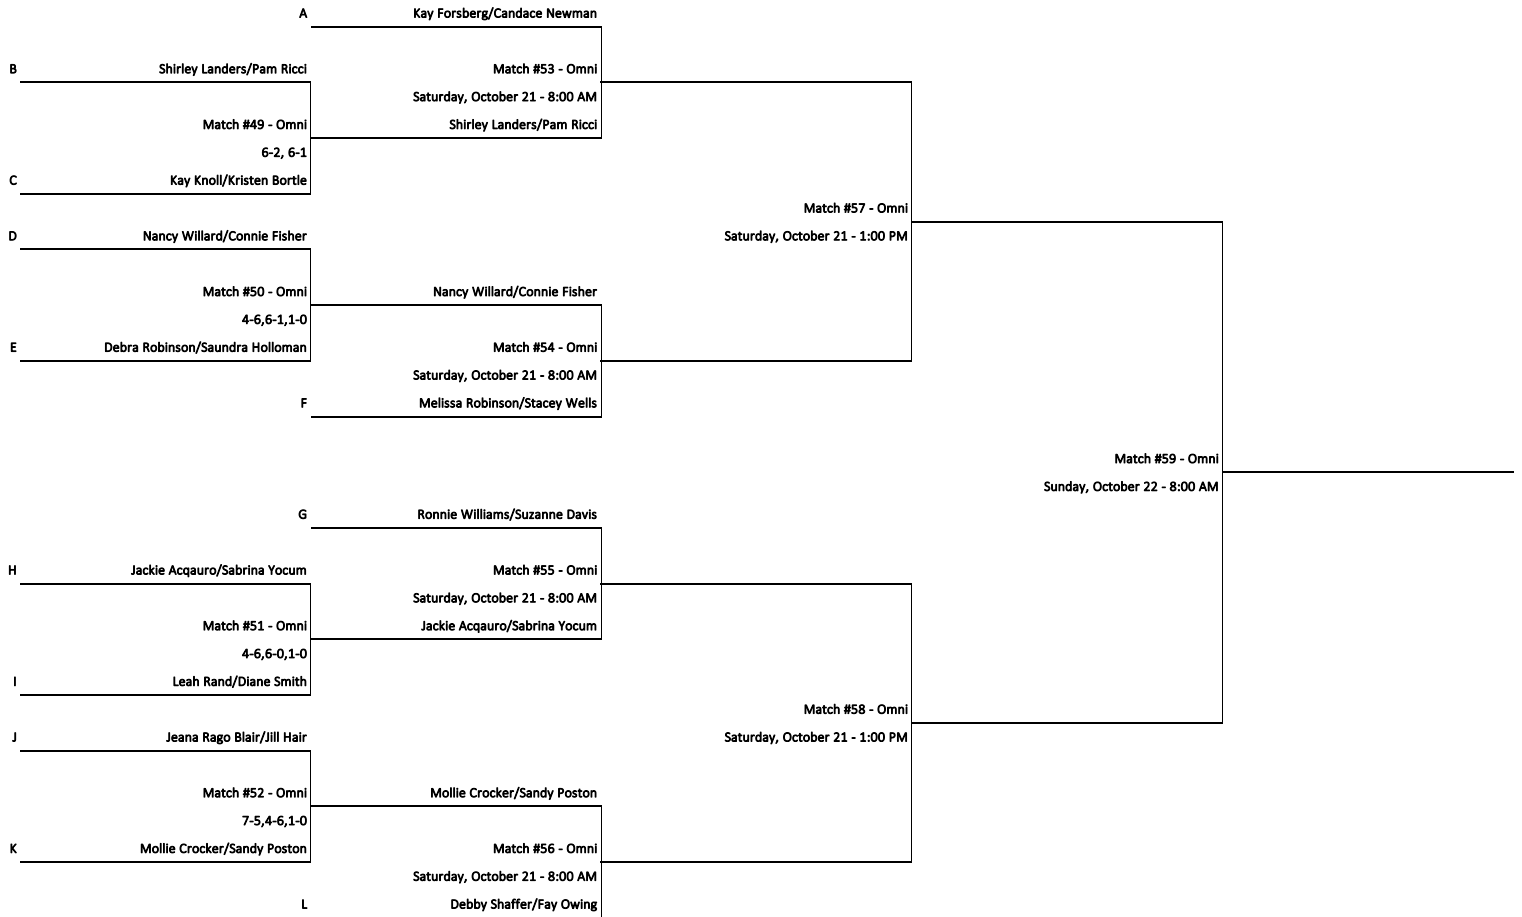 A Kay Forsberg/Candace Newman
B Shirley Landers/Pam Ricci Match #53 - Omni
Saturday, October 21 - 8:00 AM
Match #49 - Omni Shirley Landers/Pam Ricci
6-2, 6-1
C Kay Knoll/Kristen Bortle
Match #57 - Omni
D Nancy Willard/Connie Fisher Saturday, October 21 - 1:00 PM
Match #50 - Omni Nancy Willard/Connie Fisher
4-6,6-1,1-0
E Debra Robinson/Saundra Holloman Match #54 - Omni
Saturday, October 21 - 8:00 AM
F Melissa Robinson/Stacey Wells
Match #59 - Omni
Sunday, October 22 - 8:00 AM
G Ronnie Williams/Suzanne Davis
H Jackie Acqauro/Sabrina Yocum Match #55 - Omni
Saturday, October 21 - 8:00 AM
Match #51 - Omni Jackie Acqauro/Sabrina Yocum
4-6,6-0,1-0
I Leah Rand/Diane Smith
Match #58 - Omni
J Jeana Rago Blair/Jill Hair Saturday, October 21 - 1:00 PM
Match #52 - Omni Mollie Crocker/Sandy Poston
7-5,4-6,1-0
K Mollie Crocker/Sandy Poston Match #56 - Omni
Saturday, October 21 - 8:00 AM
L Debby Shaffer/Fay Owing